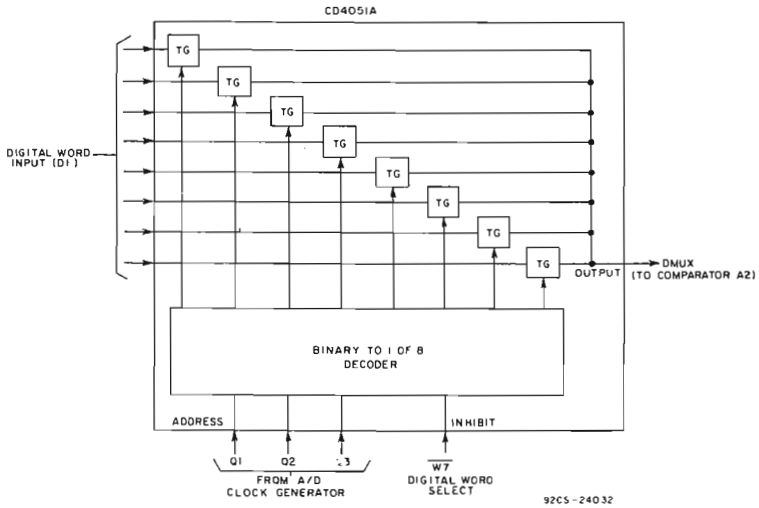 CD4051A
TG
TG
TG
TG
TG
TG
TG
TG
DIGITAL WORD
INPUT (D1)
OUTPUT
DMUX
(TO COMPARATOR A2)
BINARY TO 1 OF 8
DECODER
ADDRESS
INHIBIT
Q1
Q2
W7
FROM A/D
CLOCK GENERATOR
DIGITAL WORD
SELECT
92CS-24032